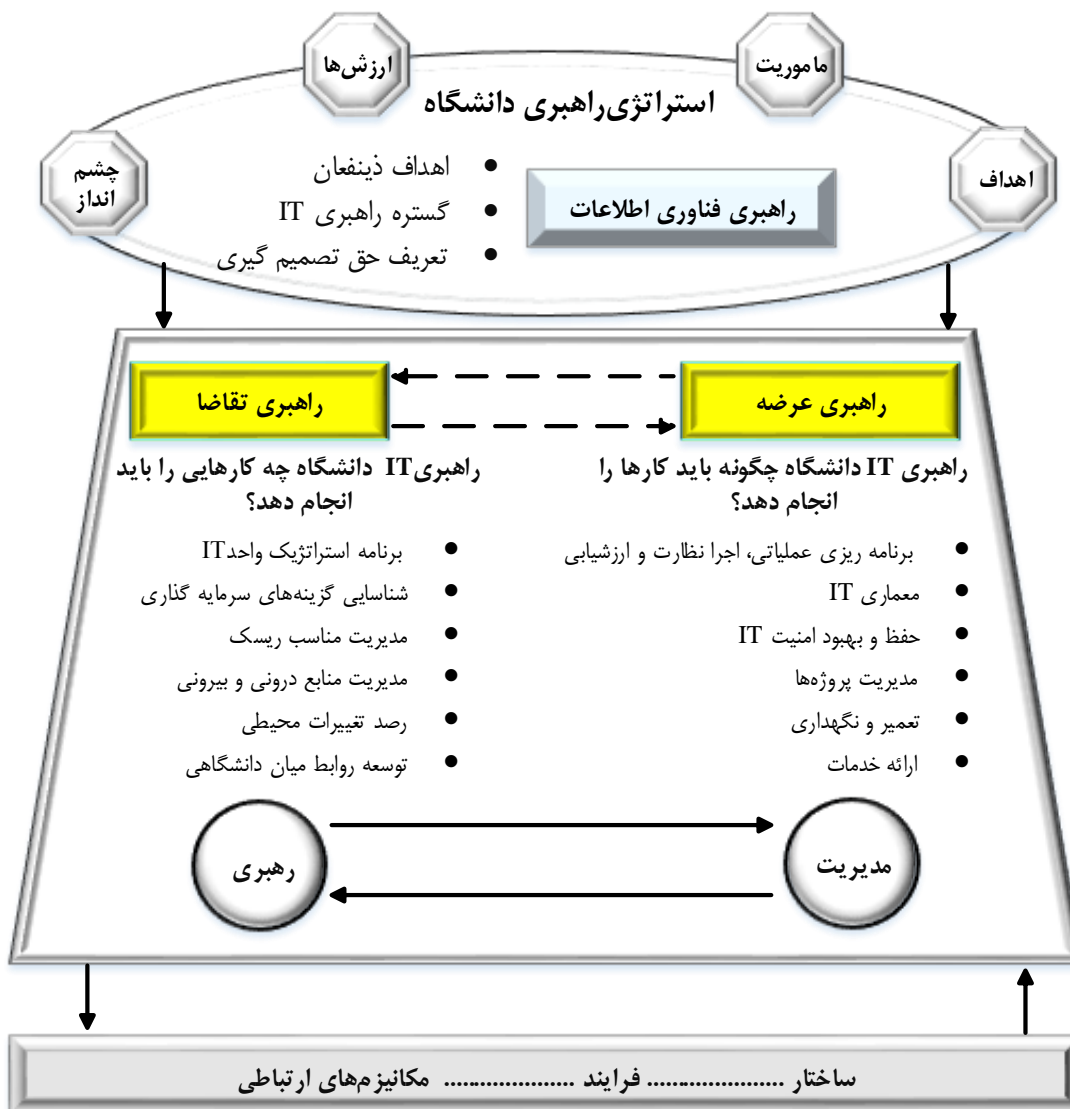 ماموریت
ارزش‌ها
استراتژی‌راهبری دانشگاه
اهداف
چشم
انداز
راهبری فناوری اطلاعات
اهداف ذینفعان
گستره راهبری IT
تعریف حق تصمیم گیری
راهبری عرضه
راهبری IT دانشگاه چگونه باید کارها را
انجام دهد؟
برنامه ریزی عملیاتی، اجرا نظارت و ارزشیابی
معماری IT
حفظ و بهبود امنیت IT
مدیریت پروژه‌ها
تعمیر و نگهداری
ارائه خدمات
مدیریت
راهبری تقاضا
راهبریIT دانشگاه چه کارهایی را باید
انجام دهد؟
برنامه استراتژیک واحدIT
شناسایی گزینه‌های سرمایه گذاری
مدیریت مناسب ریسک
مدیریت منابع درونی و بیرونی
رصد تغییرات محیطی
توسعه روابط میان دانشگاهی
رهبری
ساختار ...................... فرایند ..................... مکانیزم‌های ارتباطی